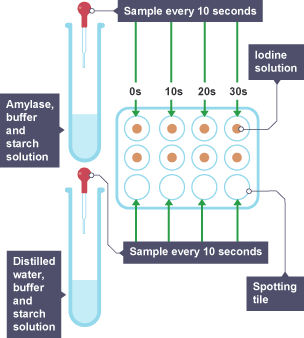 Sample every 10 seconds
0s 10s 20s 30s
Iodine
solution
Amylase,
buffer
and
starch
solution
Sample every 10 seconds
Distilled
water,
buffer
and
starch
solution
Spotting
tile